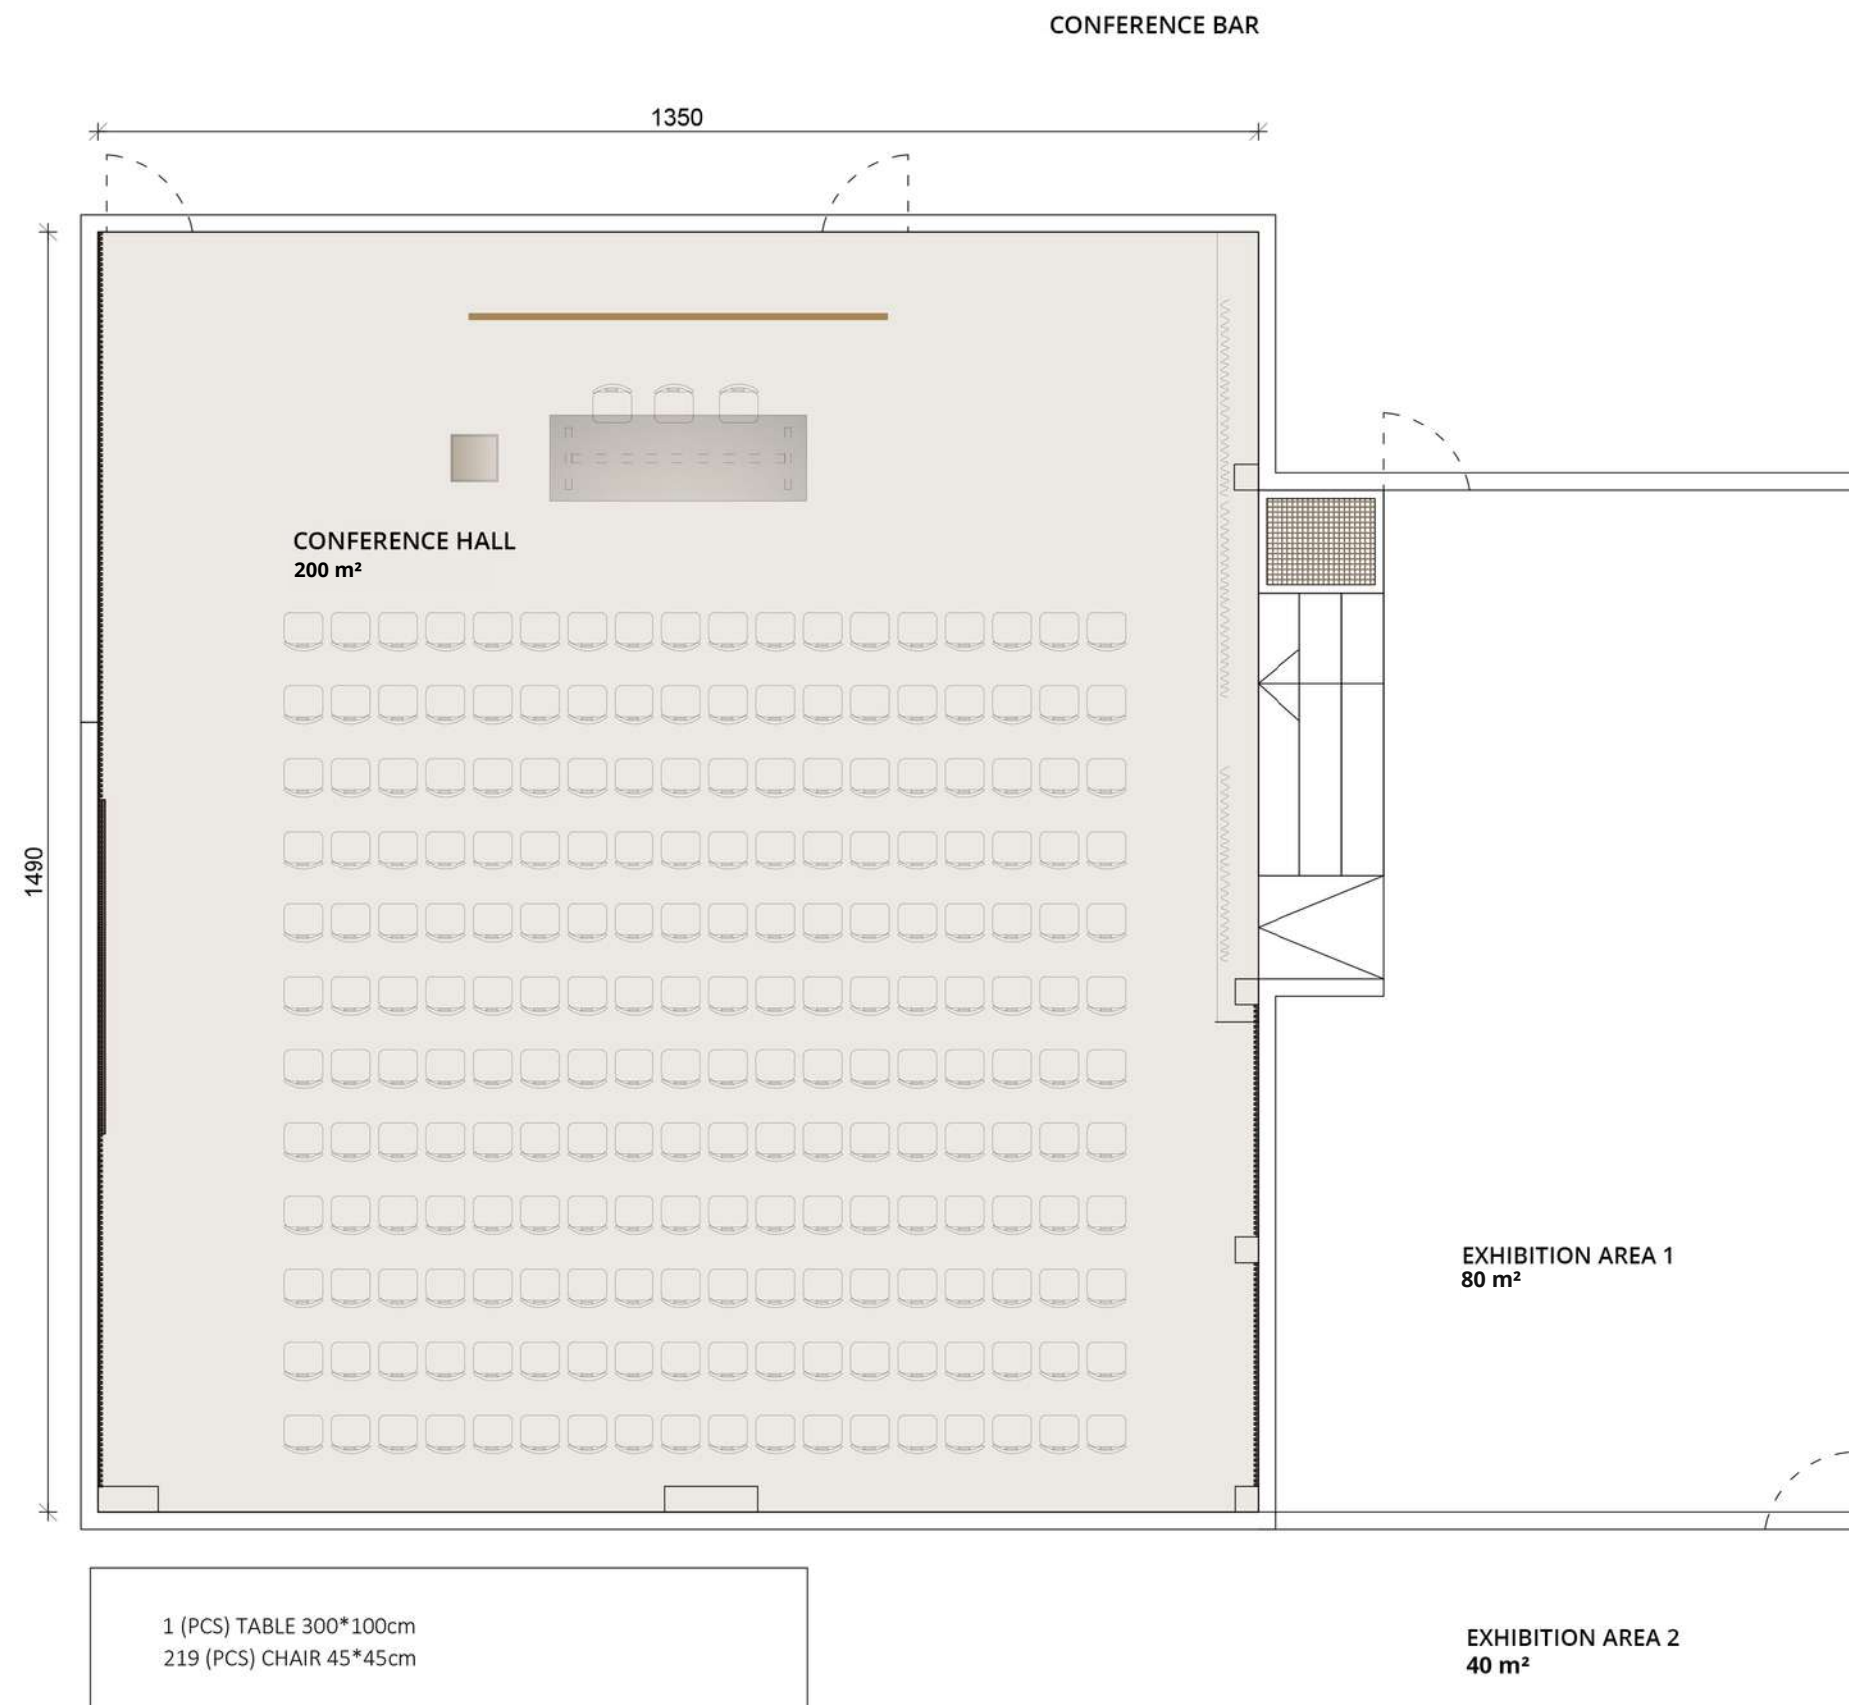 CONFERENCE BAR
1350
1490
CONFERENCE HALL
200 m²
EXHIBITION AREA 1
80 m²
1 (PCS) TABLE 300*100cm
219 (PCS) CHAIR 45*45cm
EXHIBITION AREA 2
40 m²